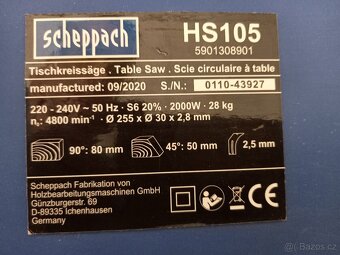 scheppach
HS105
5901308901
Tischkreissäge . Table Saw . Scie circulaire à table
manufactured: 09/2020 S./N.: 0110-43927
220 - 240V~ 50 Hz · S6 20% · 2000W · 28 kg
n₀: 4800 min⁻¹ · Ø 255 x Ø 30 x 2,8 mm
90°: 80 mm 45°: 50 mm 2,5 mm
Scheppach Fabrikation von
Holzbearbeitungsmaschinen GmbH
Günzburgerstr. 69
D-89335 Ichenhausen
Germany
CE
EAC